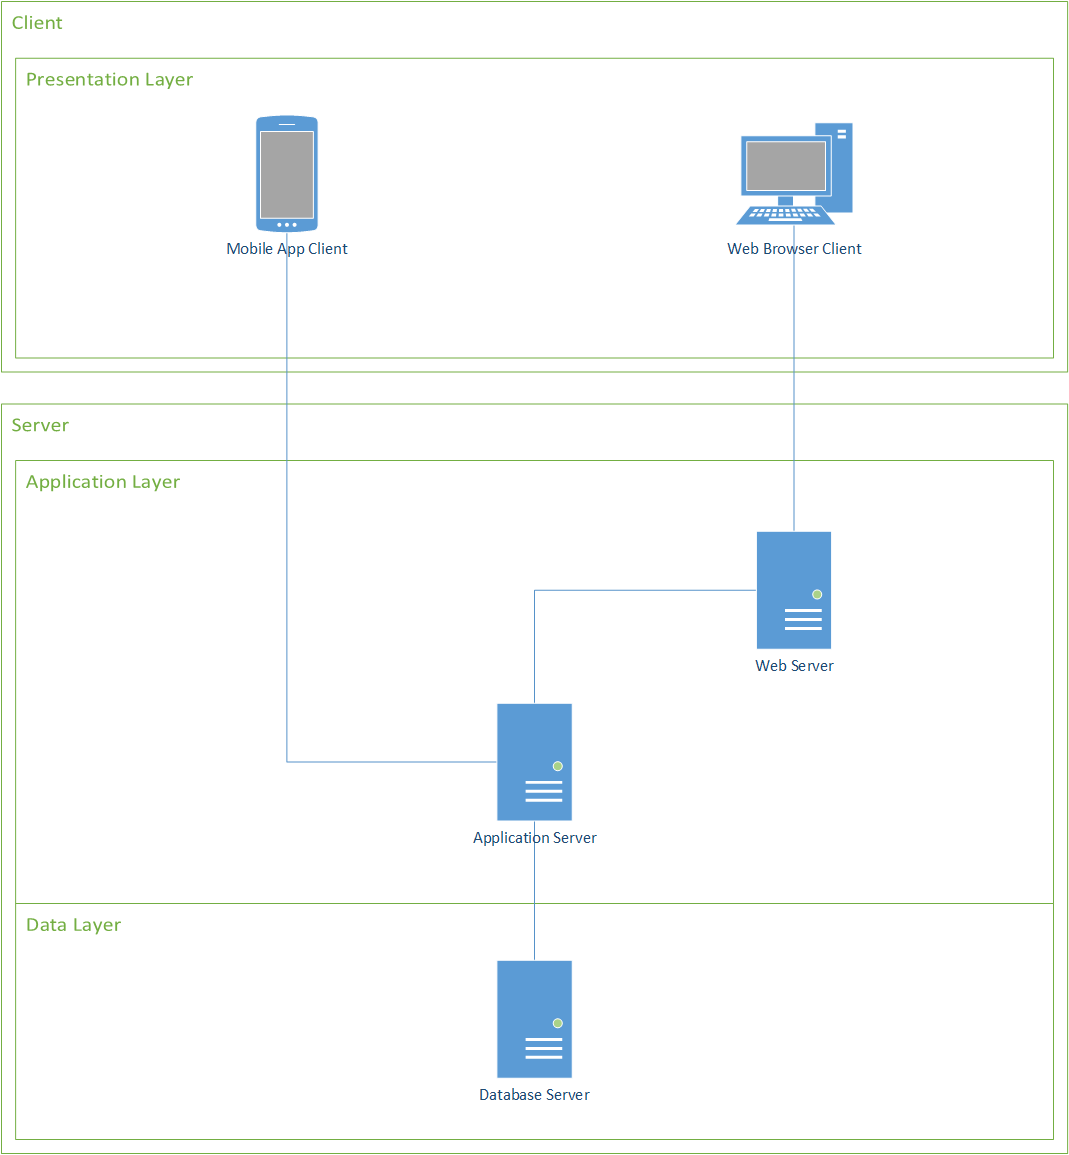 Client
Presentation Layer
Mobile App Client
Web Browser Client
Server
Application Layer
Web Server
Application Server
Data Layer
Database Server